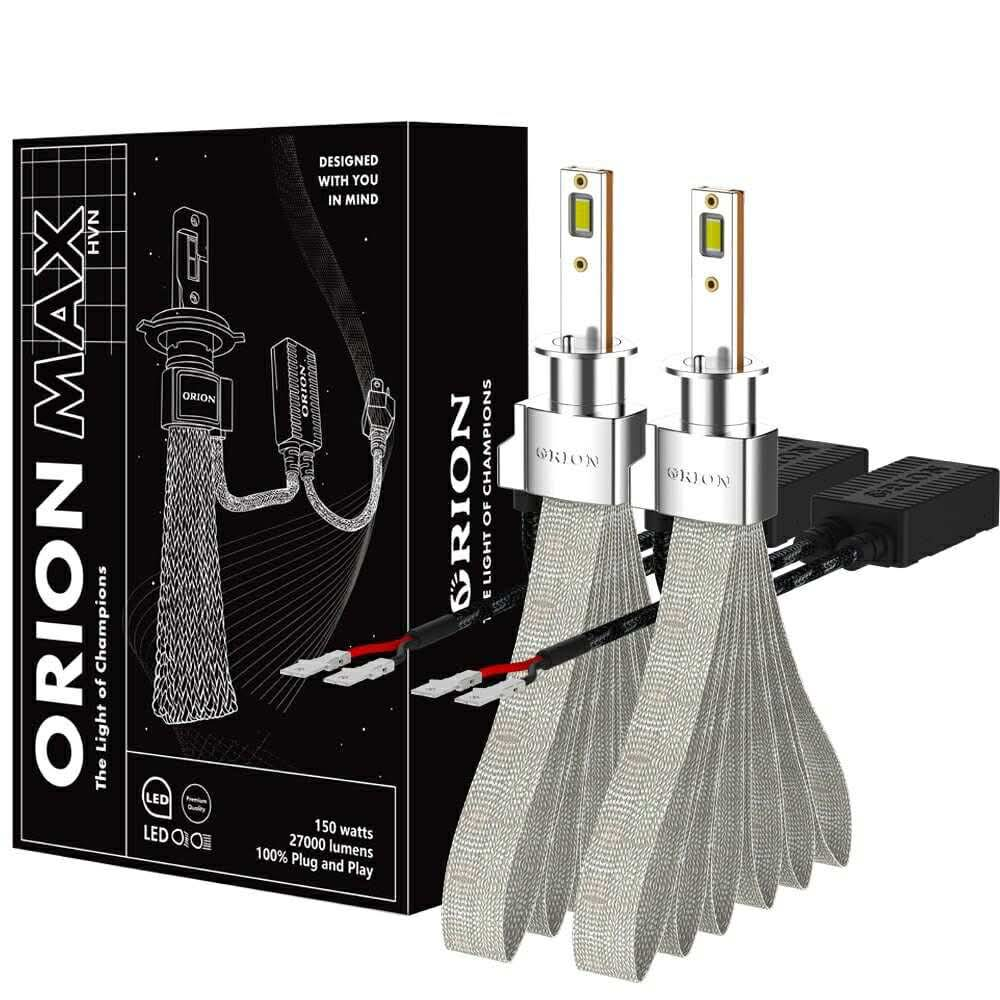 DESIGNED
WITH YOU
IN MIND
ORION MAX
HVN
The Light of Champions
ORION
ORION
LED
Premium
Quality
LED
150 watts
27000 lumens
100% Plug and Play
ORION
LIGHT OF CHAMPIONS
ORION
ORION
ORION